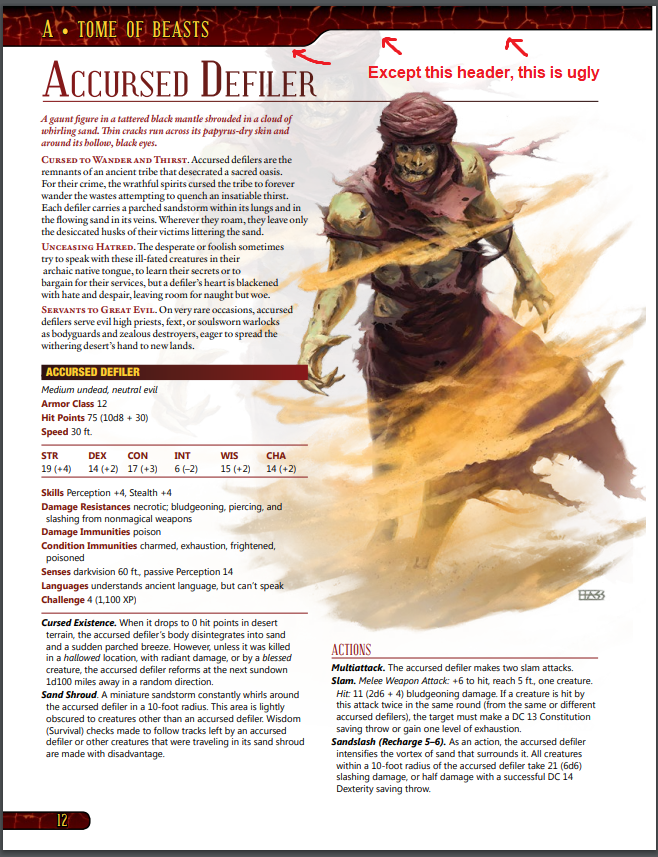 A • TOME OF BEASTS
Except this header, this is ugly
ACCURSED DEFILER
A gaunt figure in a tattered black mantle shrouded in a cloud of
whirling sand. Thin cracks run across its papyrus-dry skin and
around its hollow, black eyes.
CURSED TO WANDER AND THIRST. Accursed defilers are the
remnants of an ancient tribe that desecrated a sacred oasis.
For their crime, the wrathful spirits cursed the tribe to forever
wander the wastes attempting to quench an insatiable thirst.
Each defiler carries a parched sandstorm within its lungs and in
the flowing sand in its veins. Wherever they roam, they leave only
the desiccated husks of their victims littering the sand.
UNCEASING HATRED. The desperate or foolish sometimes
try to speak with these ill-fated creatures in their
archaic native tongue, to learn their secrets or to
bargain for their services, but a defiler's heart is blackened
with hate and despair, leaving room for naught but woe.
SERVANTS TO GREAT EVIL. On very rare occasions, accursed
defilers serve evil high priests, fext, or soulsworn warlocks
as bodyguards and zealous destroyers, eager to spread the
withering desert's hand to new lands.
ACCURSED DEFILER
Medium undead, neutral evil
Armor Class 12
Hit Points 75 (10d8 + 30)
Speed 30 ft.
STR DEX CON INT WIS CHA
19 (+4) 14 (+2) 17 (+3) 6 (–2) 15 (+2) 14 (+2)
Skills Perception +4, Stealth +4
Damage Resistances necrotic; bludgeoning, piercing, and
slashing from nonmagical weapons
Damage Immunities poison
Condition Immunities charmed, exhaustion, frightened,
poisoned
Senses darkvision 60 ft., passive Perception 14
Languages understands ancient language, but can't speak
Challenge 4 (1,100 XP)
Cursed Existence. When it drops to 0 hit points in desert
terrain, the accursed defiler's body disintegrates into sand
and a sudden parched breeze. However, unless it was killed
in a hallowed location, with radiant damage, or by a blessed
creature, the accursed defiler reforms at the next sundown
1d100 miles away in a random direction.
Sand Shroud. A miniature sandstorm constantly whirls around
the accursed defiler in a 10-foot radius. This area is lightly
obscured to creatures other than an accursed defiler. Wisdom
(Survival) checks made to follow tracks left by an accursed
defiler or other creatures that were traveling in its sand shroud
are made with disadvantage.
ACTIONS
Multiattack. The accursed defiler makes two slam attacks.
Slam. Melee Weapon Attack: +6 to hit, reach 5 ft., one creature.
Hit: 11 (2d6 + 4) bludgeoning damage. If a creature is hit by
this attack twice in the same round (from the same or different
accursed defilers), the target must make a DC 13 Constitution
saving throw or gain one level of exhaustion.
Sandslash (Recharge 5–6). As an action, the accursed defiler
intensifies the vortex of sand that surrounds it. All creatures
within a 10-foot radius of the accursed defiler take 21 (6d6)
slashing damage, or half damage with a successful DC 14
Dexterity saving throw.
12